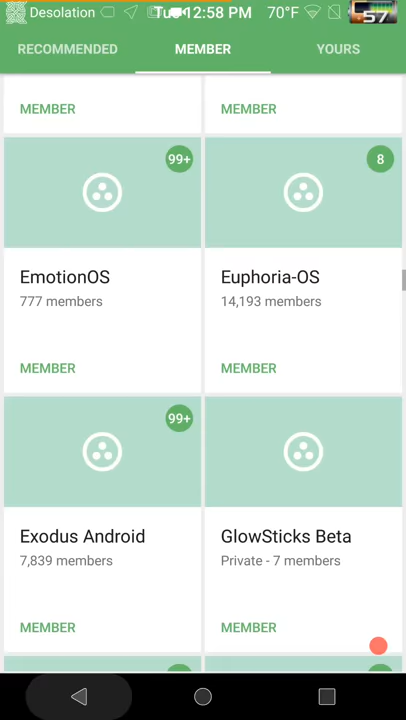 Desolation Tue 12:58 PM 70°F 57
RECOMMENDED MEMBER YOURS
MEMBER MEMBER
99+ 8
EmotionOS Euphoria-OS
777 members 14,193 members
MEMBER MEMBER
99+
Exodus Android GlowSticks Beta
7,839 members Private - 7 members
MEMBER MEMBER